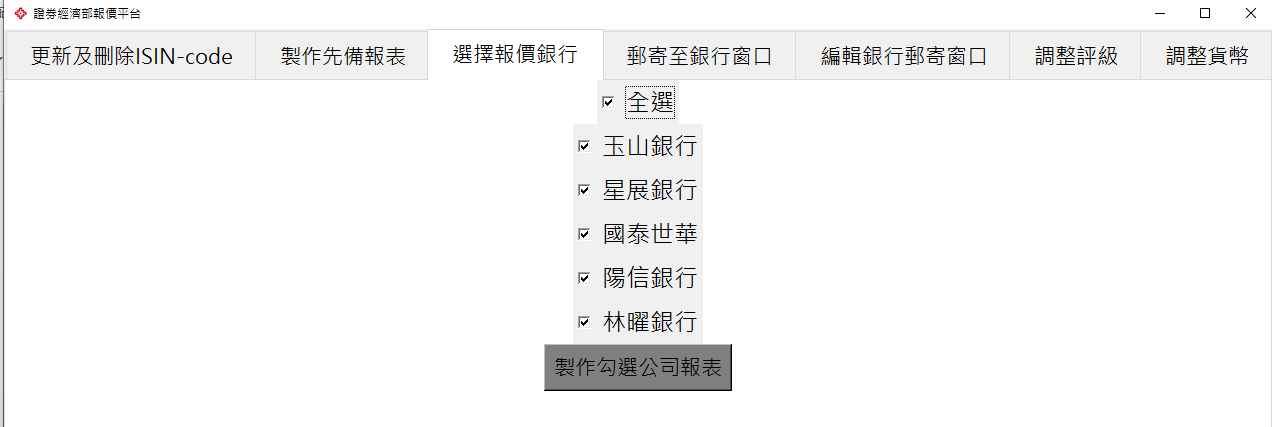 證券經濟部報價平台
更新及刪除ISIN-code 製作先備報表 選擇報價銀行 郵寄至銀行窗口 編輯銀行郵寄窗口 調整評級 調整貨幣
全選
玉山銀行
星展銀行
國泰世華
陽信銀行
林曜銀行
製作勾選公司報表